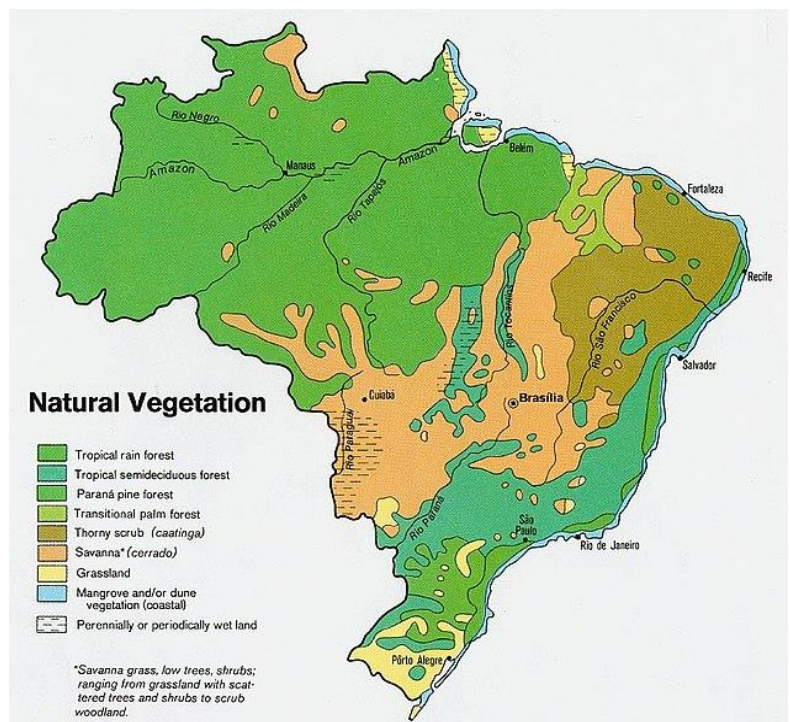 Rio Negro
Amazon
Manaus
Amazon
Belém
Rio Madeira
Rio Tapajós
Fortaleza
Recife
Rio Tocantins
Rio São Francisco
Salvador
Natural Vegetation
Cuiabá
Brasília
Rio Paraguai
Tropical rain forest
Tropical semideciduous forest
Paraná pine forest
Transitional palm forest
Thorny scrub (caatinga)
Savanna* (cerrado)
Grassland
Mangrove and/or dune
vegetation (coastal)
Perennially or periodically wet land
Rio Paraná
São
Paulo
Rio de Janeiro
Pôrto Alegre
*Savanna grass, low trees, shrubs;
ranging from grassland with scat-
tered trees and shrubs to scrub
woodland.